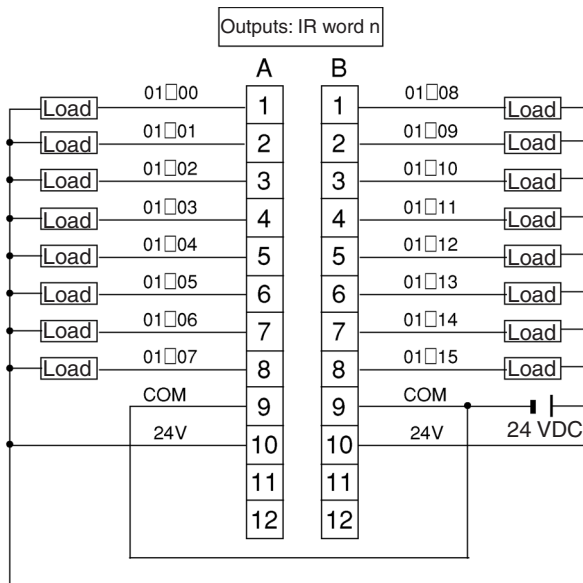 Outputs: IR word n
A B
Load 01□00 1 1 01□08 Load
Load 01□01 2 2 01□09 Load
Load 01□02 3 3 01□10 Load
Load 01□03 4 4 01□11 Load
Load 01□04 5 5 01□12 Load
Load 01□05 6 6 01□13 Load
Load 01□06 7 7 01□14 Load
Load 01□07 8 8 01□15 Load
COM 9 9 COM
24V 10 10 24V 24 VDC
11 11
12 12